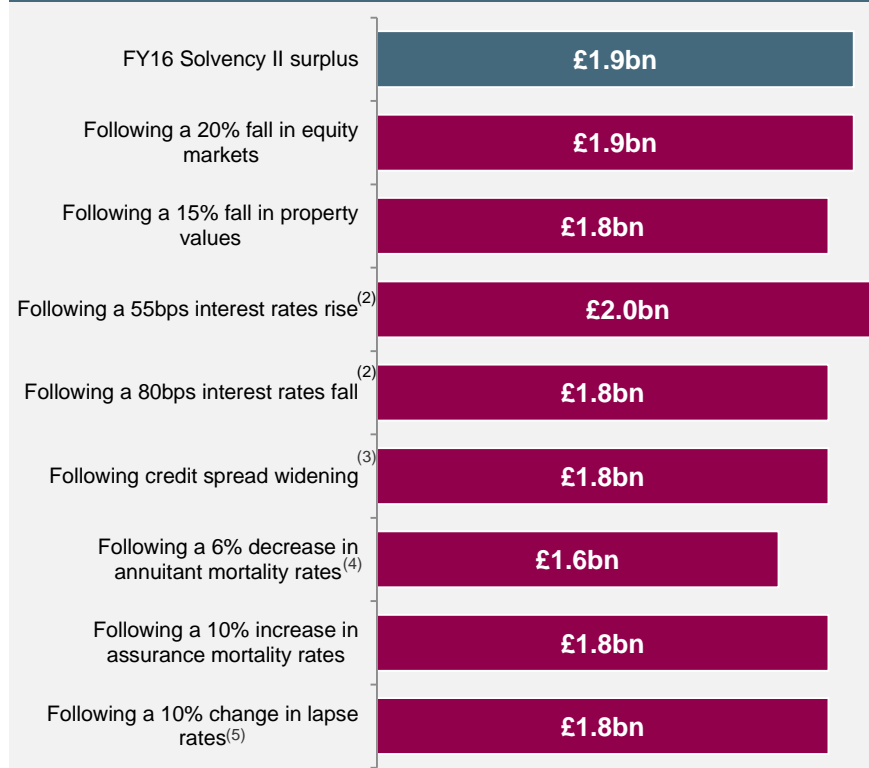 FY16 Solvency II surplus
£1.9bn
Following a 20% fall in equity
markets
£1.9bn
Following a 15% fall in property
values
£1.8bn
Following a 55bps interest rates rise(2)
£2.0bn
Following a 80bps interest rates fall(2)
£1.8bn
Following credit spread widening(3)
£1.8bn
Following a 6% decrease in
annuitant mortality rates(4)
£1.6bn
Following a 10% increase in
assurance mortality rates
£1.8bn
Following a 10% change in lapse
rates(5)
£1.8bn